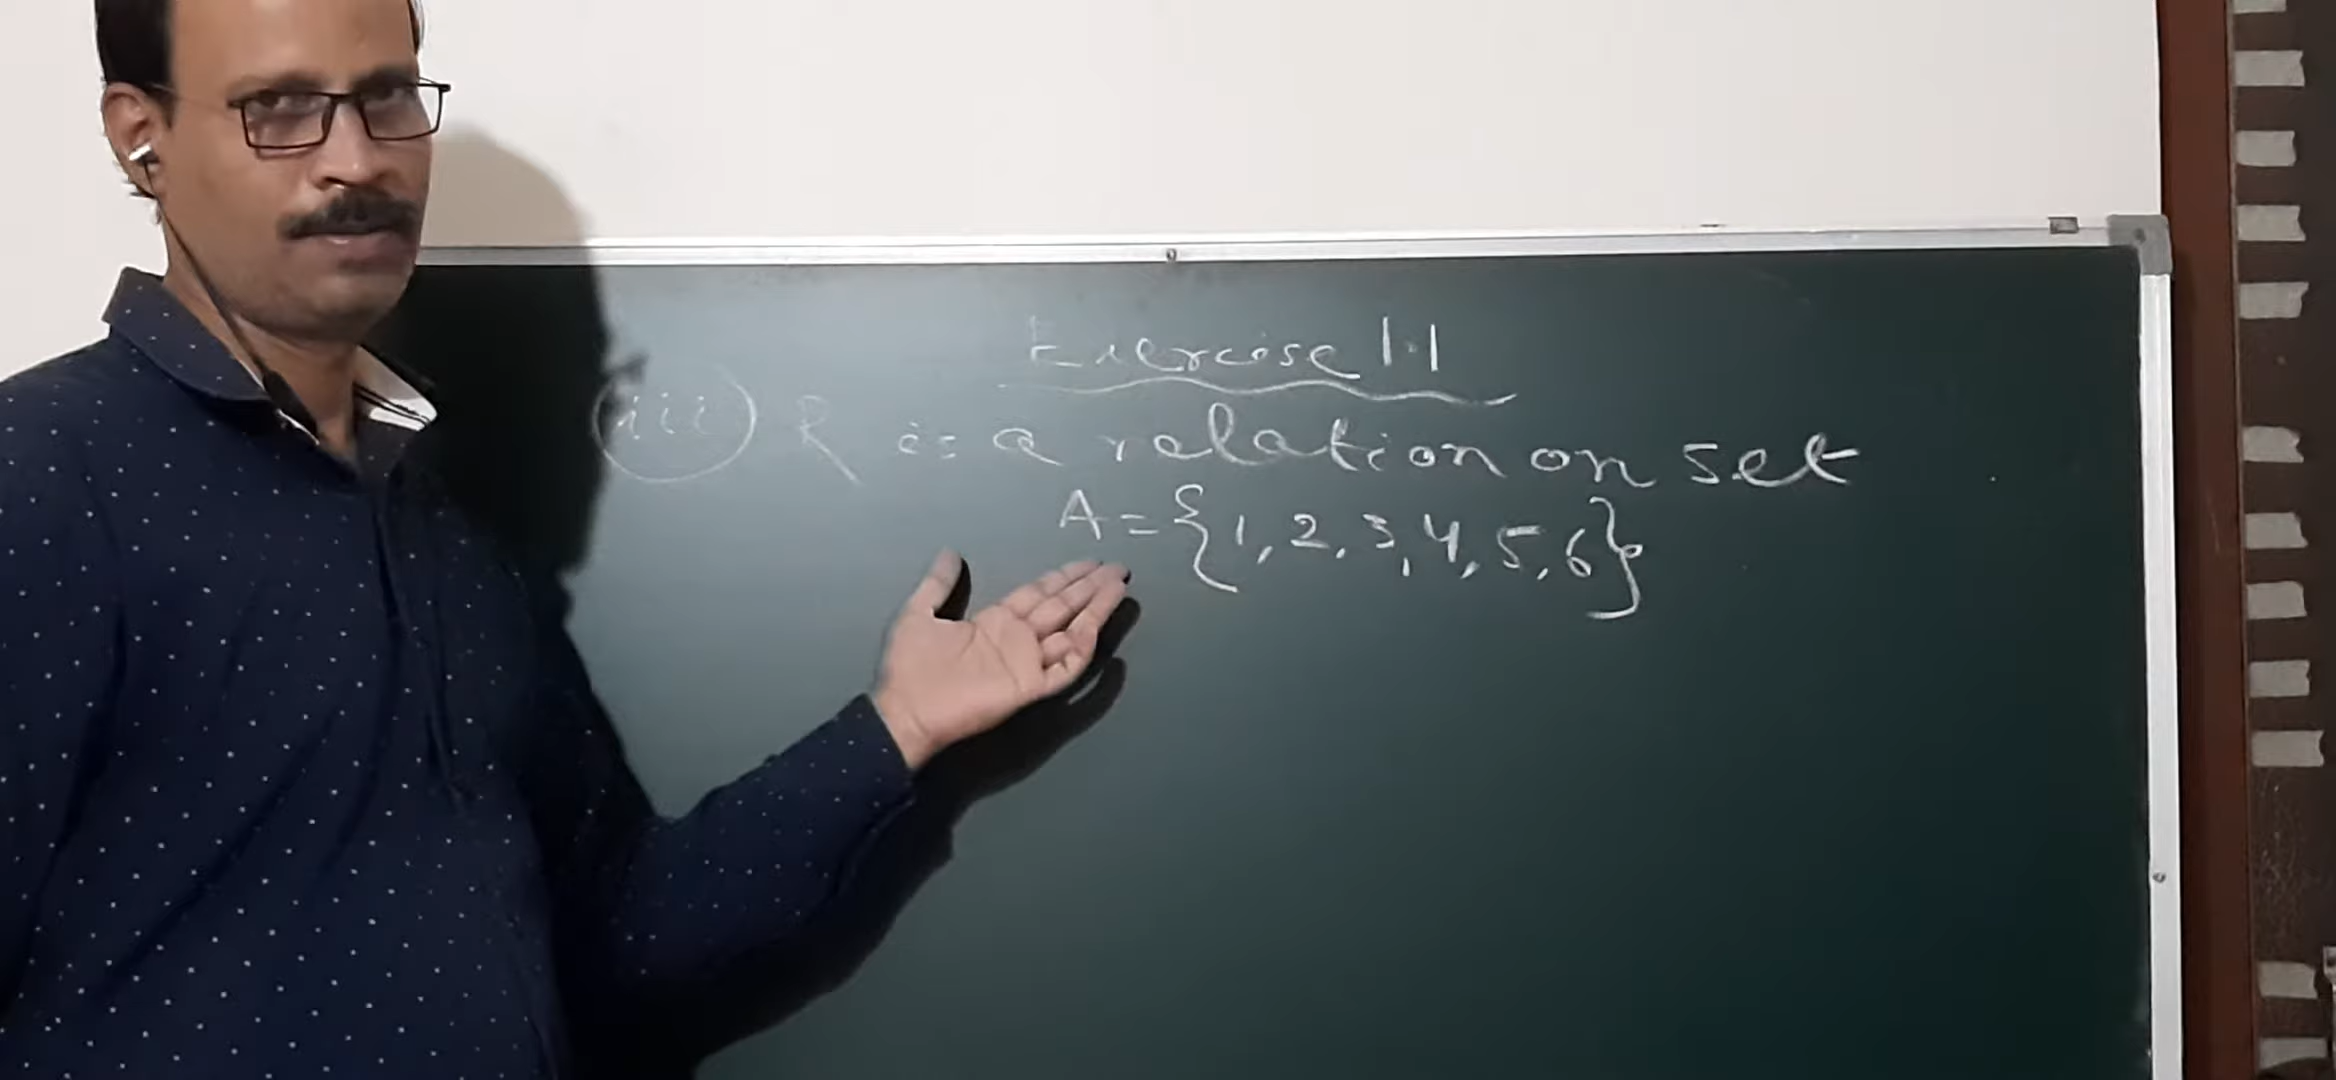 Exercise 1.1
(iii) R is a relation on set
A = {1, 2, 3, 4, 5, 6}